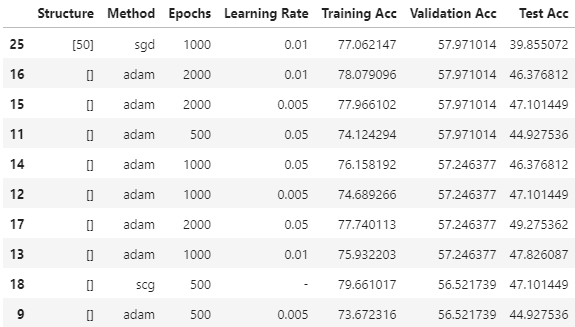 Structure Method Epochs Learning Rate Training Acc Validation Acc Test Acc
25 [50] sgd 1000 0.01 77.062147 57.971014 39.855072
16 [] adam 2000 0.01 78.079096 57.971014 46.376812
15 [] adam 2000 0.005 77.966102 57.971014 47.101449
11 [] adam 500 0.05 74.124294 57.971014 44.927536
14 [] adam 1000 0.05 76.158192 57.246377 46.376812
12 [] adam 1000 0.005 74.689266 57.246377 47.101449
17 [] adam 2000 0.05 77.740113 57.246377 49.275362
13 [] adam 1000 0.01 75.932203 57.246377 47.826087
18 [] scg 500 - 79.661017 56.521739 47.101449
9 [] adam 500 0.005 73.672316 56.521739 44.927536